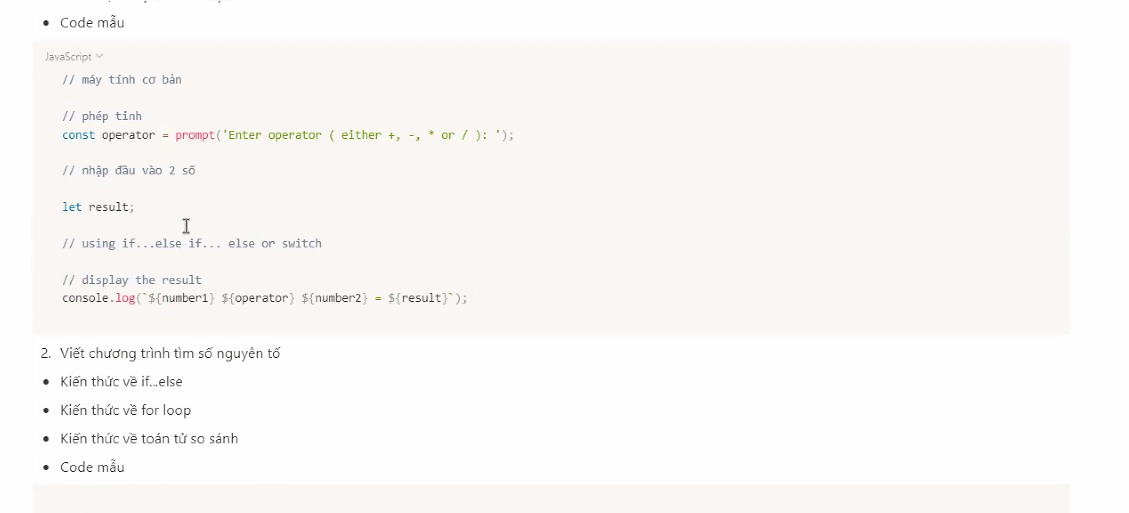 Code mẫu
JavaScript
// máy tính cơ bản
// phép tinh
const operator = prompt('Enter operator ( either +, -, * or / ): ');
// nhập đầu vào 2 số
let result;
// using if...else if... else or switch
// display the result
console.log(`${number1} ${operator} ${number2} = ${result}`);
2. Viết chương trình tìm số nguyên tố
Kiến thức về if...else
Kiến thức về for loop
Kiến thức về toán tử so sánh
Code mẫu